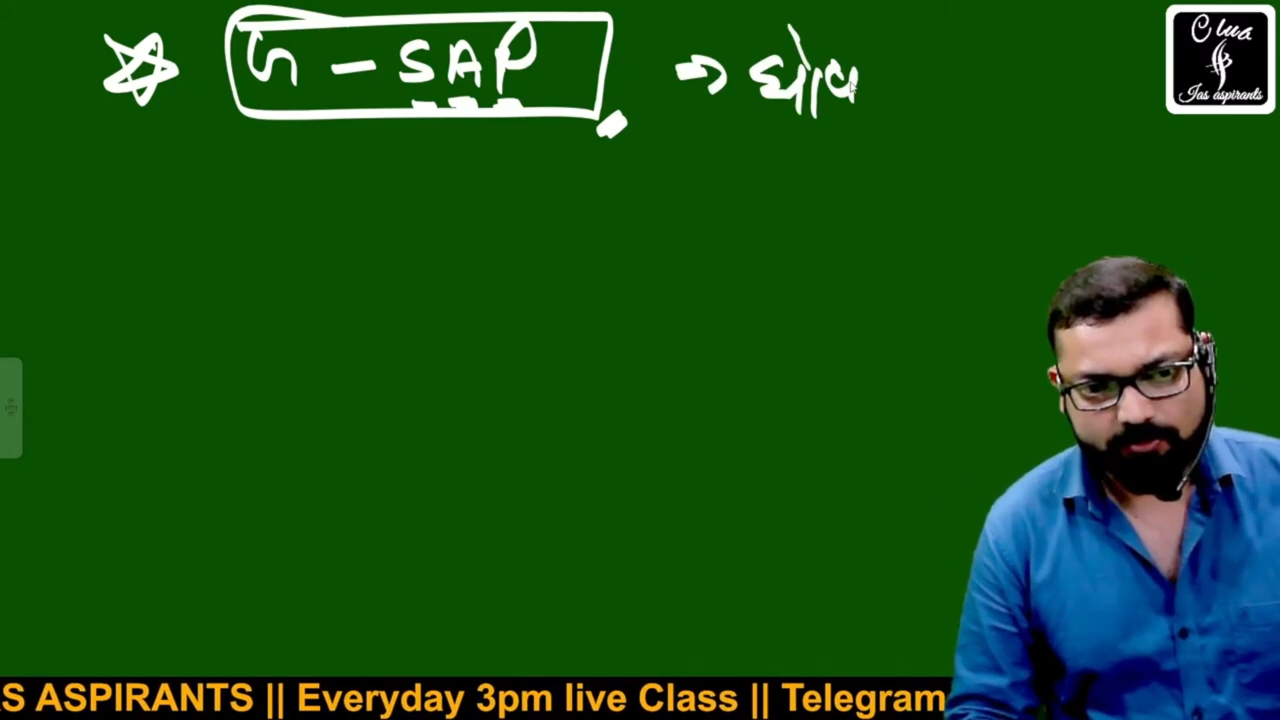 જ - SAP → ઘોષ
Clue
Ias aspirants
S ASPIRANTS || Everyday 3pm live Class || Telegram